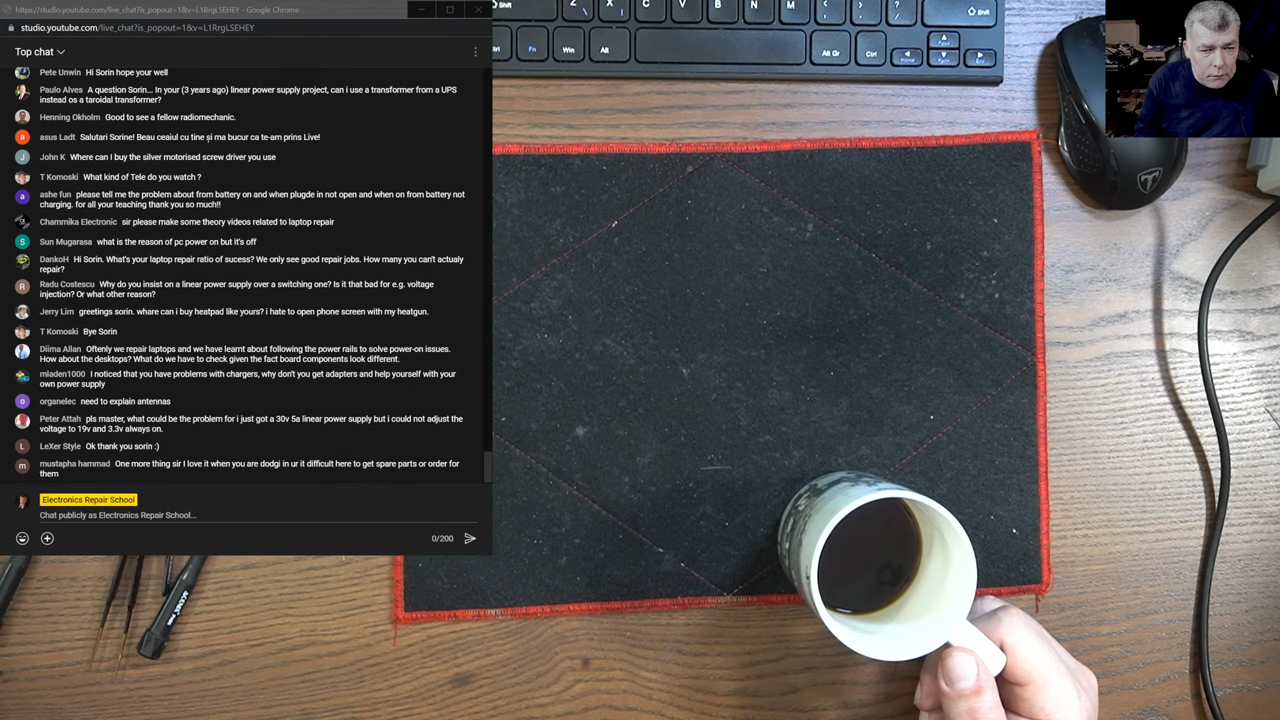 https://studio.youtube.com/live_chat?is_popout=1&v=L1RrgLSEHEY - Google Chrome
studio.youtube.com/live_chat?is_popout=1&v=L1RrgLSEHEY
Top chat
Pete Unwin Hi Sorin hope your well
Paulo Alves A question Sorin... In your (3 years ago) linear power supply project, can i use a transformer from a UPS
instead os a taroidal transformer?
Henning Okholm Good to see a fellow radiomechanic.
a asus Ladt Salutari Sorine! Beau ceaiul cu tine și ma bucur ca te-am prins Live!
J John K Where can I buy the silver motorised screw driver you use
T Komoski What kind of Tele do you watch ?
a ashe fun please tell me the problem about from battery on and when plugde in not open and when on from battery not
charging. for all your teaching thank you so much!!
Chammika Electronic sir please make some theory videos related to laptop repair
S Sun Mugarasa what is the reason of pc power on but it's off
DankoH Hi Sorin. What's your laptop repair ratio of sucess? We only see good repair jobs. How many you can't actualy
repair?
R Radu Costescu Why do you insist on a linear power supply over a switching one? Is it that bad for e.g. voltage
injection? Or what other reason?
Jerry Lim greetings sorin. whare can i buy heatpad like yours? i hate to open phone screen with my heatgun.
T Komoski Bye Sorin
Diima Allan Oftenly we repair laptops and we have learnt about following the power rails to solve power-on issues.
How about the desktops? What do we have to check given the fact board components look different.
mladen1000 I noticed that you have problems with chargers, why don't you get adapters and help yourself with your
own power supply
o organelec need to explain antennas
Peter Attah pls master, what could be the problem for i just got a 30v 5a linear power supply but i could not adjust the
voltage to 19v and 3.3v always on.
L LeXer Style Ok thank you sorin :)
m mustapha hammad One more thing sir I love it when you are dodgi in ur it difficult here to get spare parts or order for
them
Electronics Repair School
Chat publicly as Electronics Repair School...
0/200
Z X C V B N M
Shift
Fn Win Alt Alt Gr Ctrl
Home End